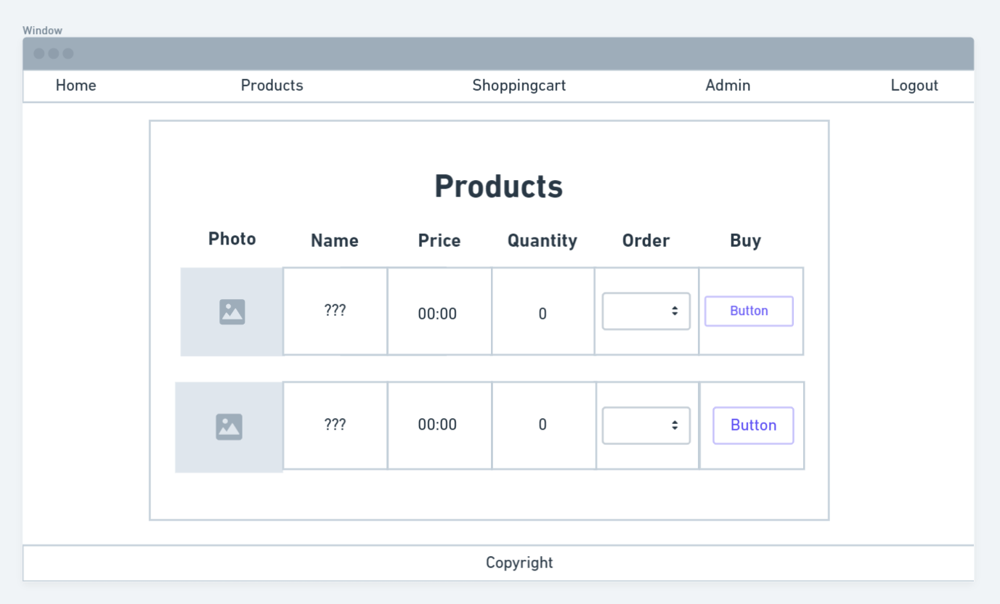 Window
Home Products Shoppingcart Admin Logout
Products
Photo Name Price Quantity Order Buy
??? 00:00 0 Button
??? 00:00 0 Button
Copyright